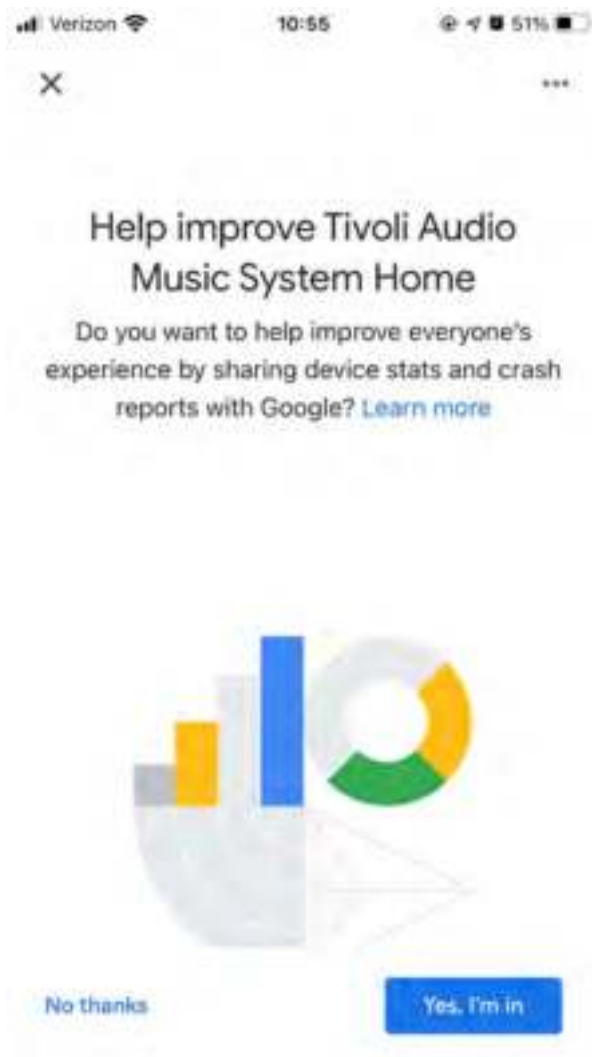 Verizon 10:55 51%
Help improve Tivoli Audio
Music System Home
Do you want to help improve everyone's
experience by sharing device stats and crash
reports with Google? Learn more
No thanks Yes, I'm in